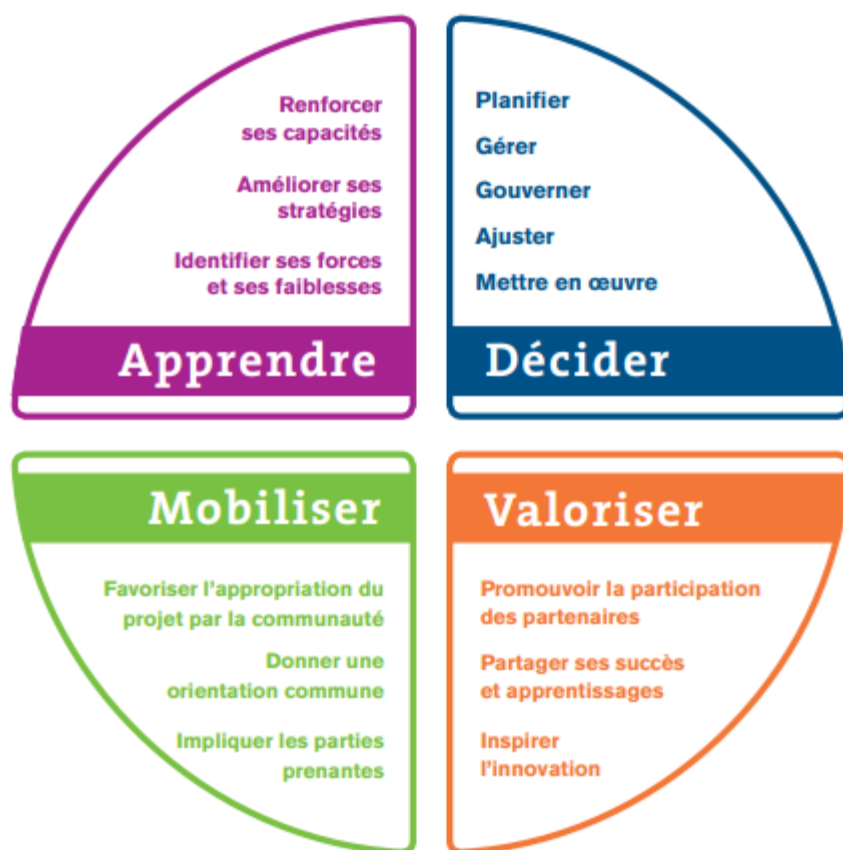 Renforcer
ses capacités
Améliorer ses
stratégies
Identifier ses forces
et ses faiblesses
Apprendre
Planifier
Gérer
Gouverner
Ajuster
Mettre en œuvre
Décider
Mobiliser
Favoriser l’appropriation du
projet par la communauté
Donner une
orientation commune
Impliquer les parties
prenantes
Valoriser
Promouvoir la participation
des partenaires
Partager ses succès
et apprentissages
Inspirer
l’innovation